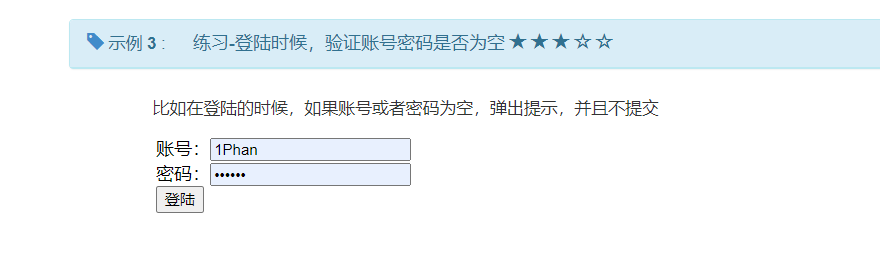 示例 3 : 练习-登陆时候，验证账号密码是否为空 ★★★☆☆
比如在登陆的时候，如果账号或者密码为空，弹出提示，并且不提交
账号：1Phan
密码：••••••
登陆